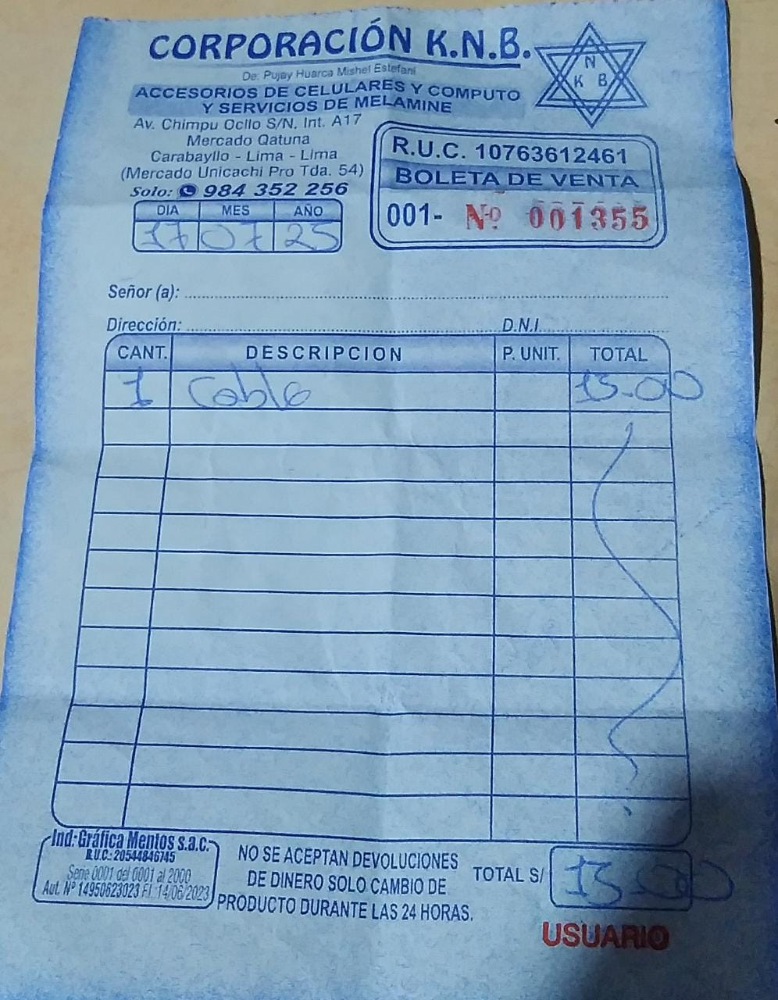 CORPORACIÓN K.N.B.
De: Pujay Huarca Mishel Estefani
ACCESORIOS DE CELULARES Y COMPUTO
Y SERVICIOS DE MELAMINE
Av. Chimpu Ocllo S/N. Int. A17
Mercado Qatuna
Carabayllo - Lima - Lima
(Mercado Unicachi Pro Tda. 54)
Solo: 984 352 256
N
K B
R.U.C. 10763612461
BOLETA DE VENTA
001- Nº 001355
DIA MES AÑO
17 07 25
Señor (a):
Dirección: D.N.I.
CANT. DESCRIPCION P. UNIT. TOTAL
1 Cable 15.00
Ind. Gráfica Mentos s.a.c.
R.U.C.: 20544846745
Serie 0001 del 0001 al 2000
Aut. Nº 14950623023 F.I. 14/06/2023
NO SE ACEPTAN DEVOLUCIONES
DE DINERO SOLO CAMBIO DE
PRODUCTO DURANTE LAS 24 HORAS.
TOTAL S/ 15.00
USUARIO